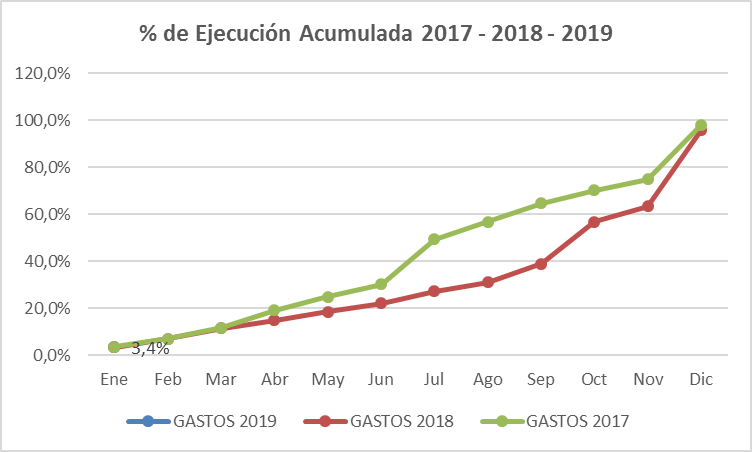 % de Ejecución Acumulada 2017 - 2018 - 2019
120,0%
100,0%
80,0%
60,0%
40,0%
20,0%
0,0%
3,4%
Ene Feb Mar Abr May Jun Jul Ago Sep Oct Nov Dic
GASTOS 2019 GASTOS 2018 GASTOS 2017